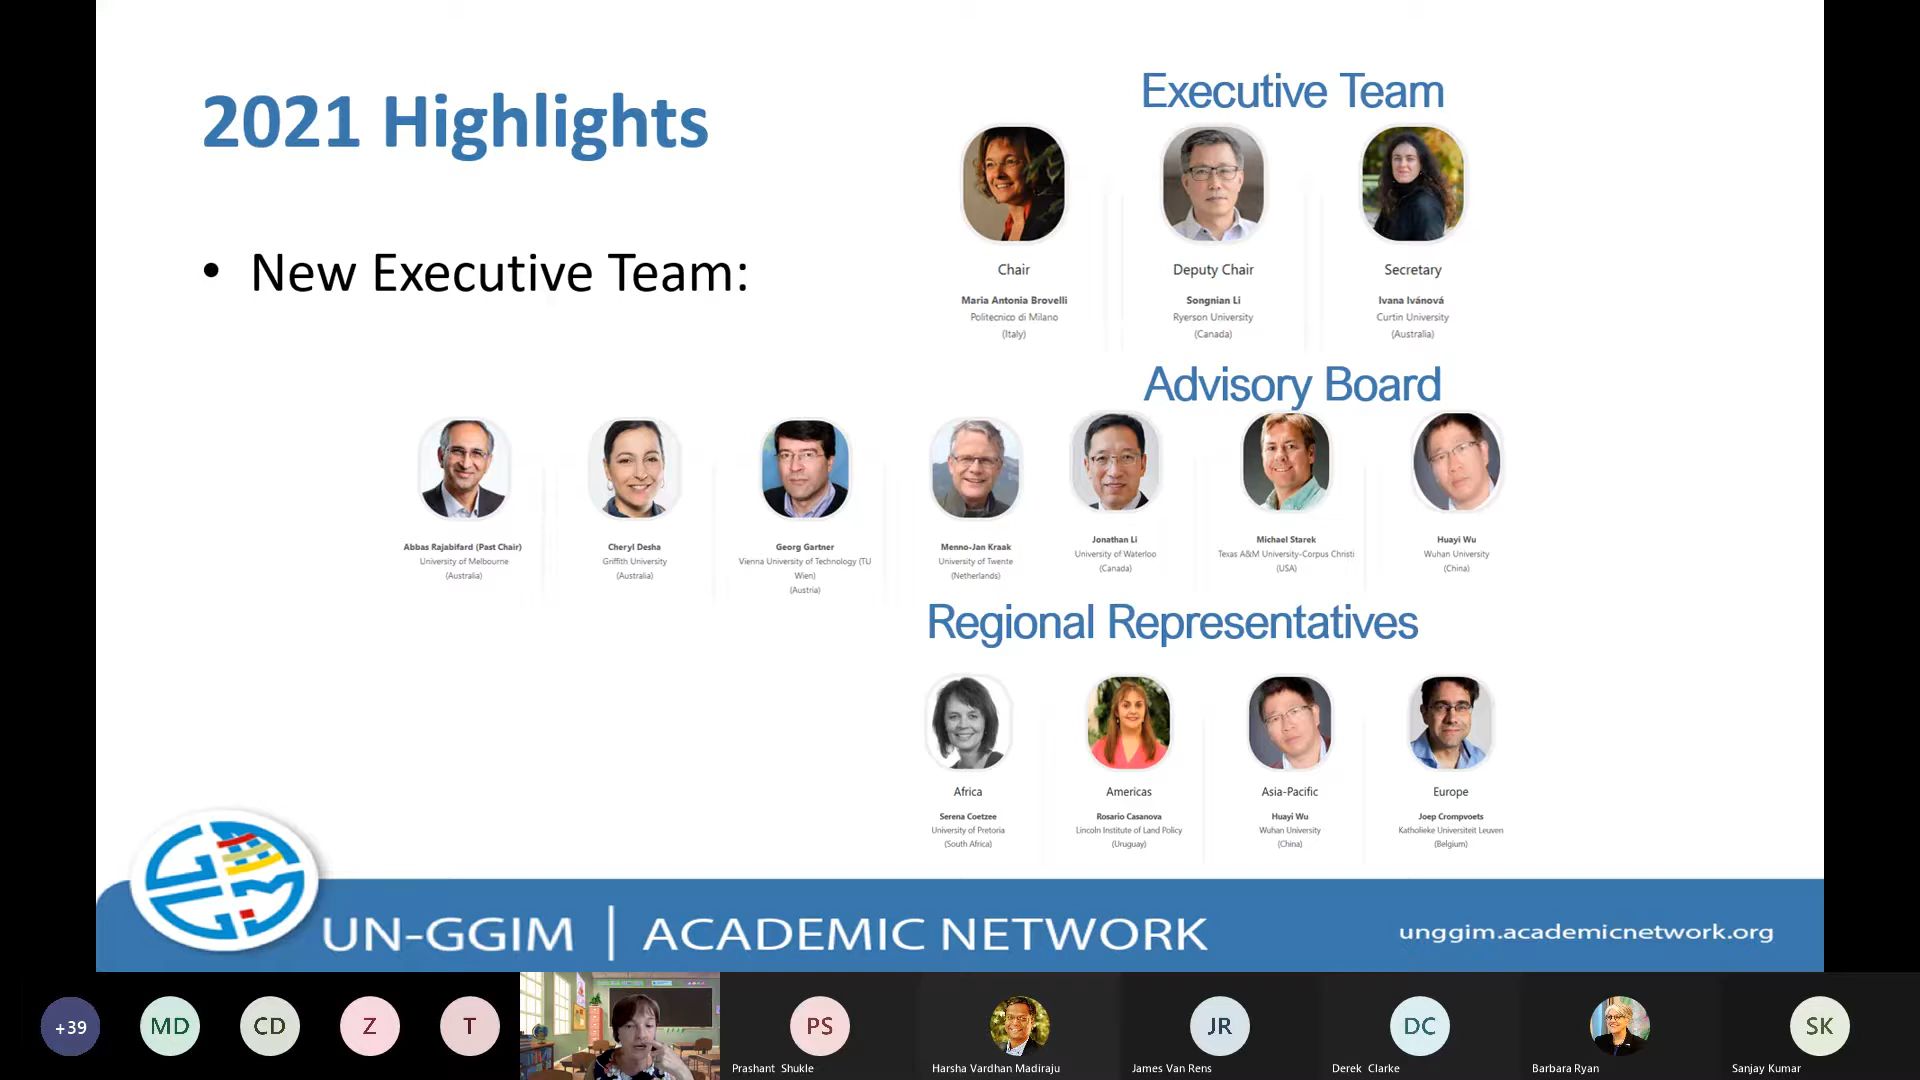 2021 Highlights
• New Executive Team:
Executive Team
Chair
Maria Antonia Brovelli
Politecnico di Milano
(Italy)
Deputy Chair
Songnian Li
Ryerson University
(Canada)
Secretary
Ivana Ivánová
Curtin University
(Australia)
Advisory Board
Abbas Rajabifard (Past Chair)
University of Melbourne
(Australia)
Cheryl Desha
Griffith University
(Australia)
Georg Gartner
Vienna University of Technology (TU
Wien)
(Austria)
Menno-Jan Kraak
University of Twente
(Netherlands)
Jonathan Li
University of Waterloo
(Canada)
Michael Starek
Texas A&M University-Corpus Christi
(USA)
Huayi Wu
Wuhan University
(China)
Regional Representatives
Africa
Serena Coetzee
University of Pretoria
(South Africa)
Americas
Rosario Casanova
Lincoln Institute of Land Policy
(Uruguay)
Asia-Pacific
Huayi Wu
Wuhan University
(China)
Europe
Joep Crompvoets
Katholieke Universiteit Leuven
(Belgium)
UN-GGIM | ACADEMIC NETWORK
unggim.academicnetwork.org
+39
MD
CD
Z
T
PS
Prashant Shukle
Harsha Vardhan Madiraju
JR
James Van Rens
DC
Derek Clarke
Barbara Ryan
SK
Sanjay Kumar